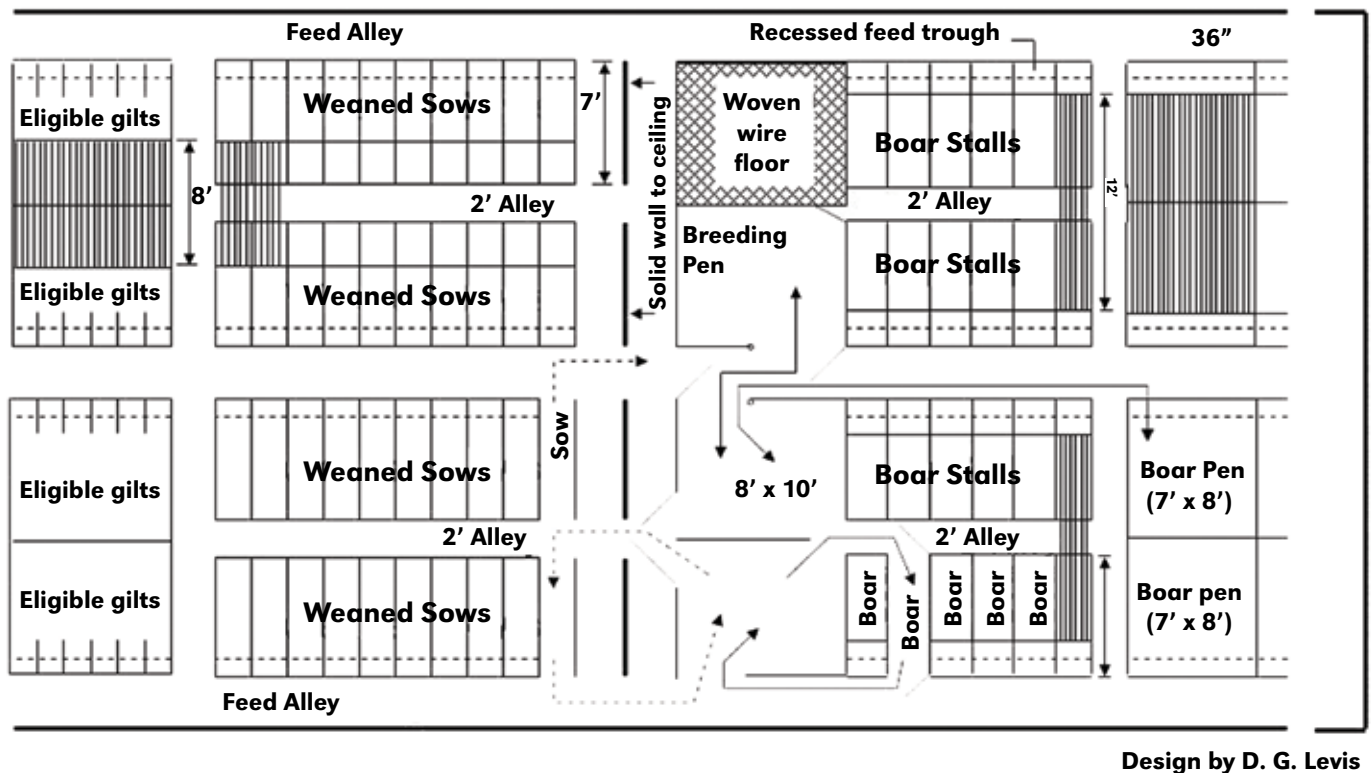 Feed Alley
Recessed feed trough
36”
Eligible gilts
Weaned Sows
7’
Solid wall to ceiling
Woven
wire
floor
Boar Stalls
8’
2’ Alley
2’ Alley
12’
Breeding
Pen
Eligible gilts
Weaned Sows
Boar Stalls
Sow
Eligible gilts
Weaned Sows
8’ x 10’
Boar Stalls
Boar Pen
(7’ x 8’)
2’ Alley
2’ Alley
Eligible gilts
Weaned Sows
Boar
Boar
Boar
Boar
Boar
Boar pen
(7’ x 8’)
Feed Alley
Design by D. G. Levis